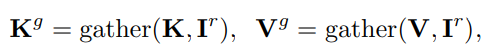 K^g = gather(K, I^r), V^g = gather(V, I^r),